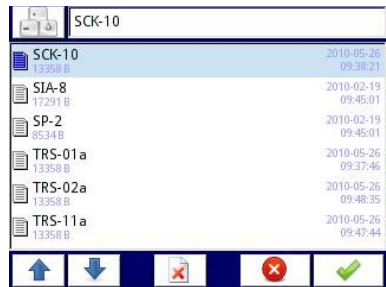 SCK-10
SCK-10 2010-05-26
13358 B 09:38:21
SIA-8 2010-02-19
17291 B 09:45:01
SP-2 2010-02-19
8534 B 09:45:01
TRS-01a 2010-05-26
13358 B 09:37:46
TRS-02a 2010-05-26
13358 B 09:48:35
TRS-11a 2010-05-26
13358 B 09:47:44